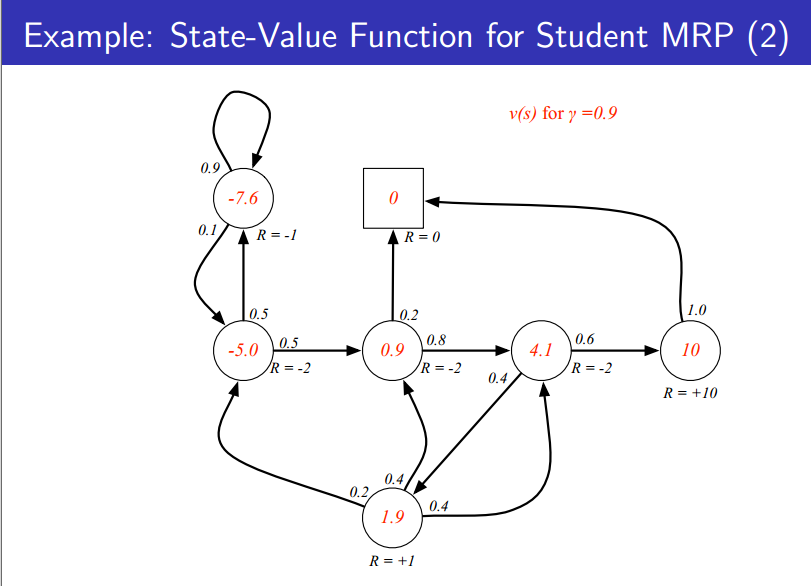 Example: State-Value Function for Student MRP (2)
v(s) for γ =0.9
0.9
-7.6
0
0.1
R = -1
R = 0
0.5
0.2
1.0
-5.0
0.5
R = -2
0.9
0.8
R = -2
4.1
0.6
R = -2
10
0.4
R = +10
0.4
0.2
1.9
0.4
R = +1